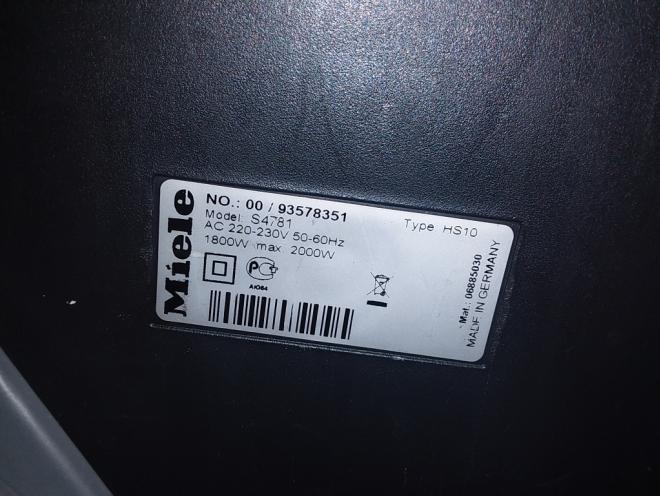 Miele
NO.: 00 / 93578351
Type HS10
Model: S4781
AC 220-230V 50-60Hz
1800W max 2000W
Mat.: 06885030
MADE IN GERMANY